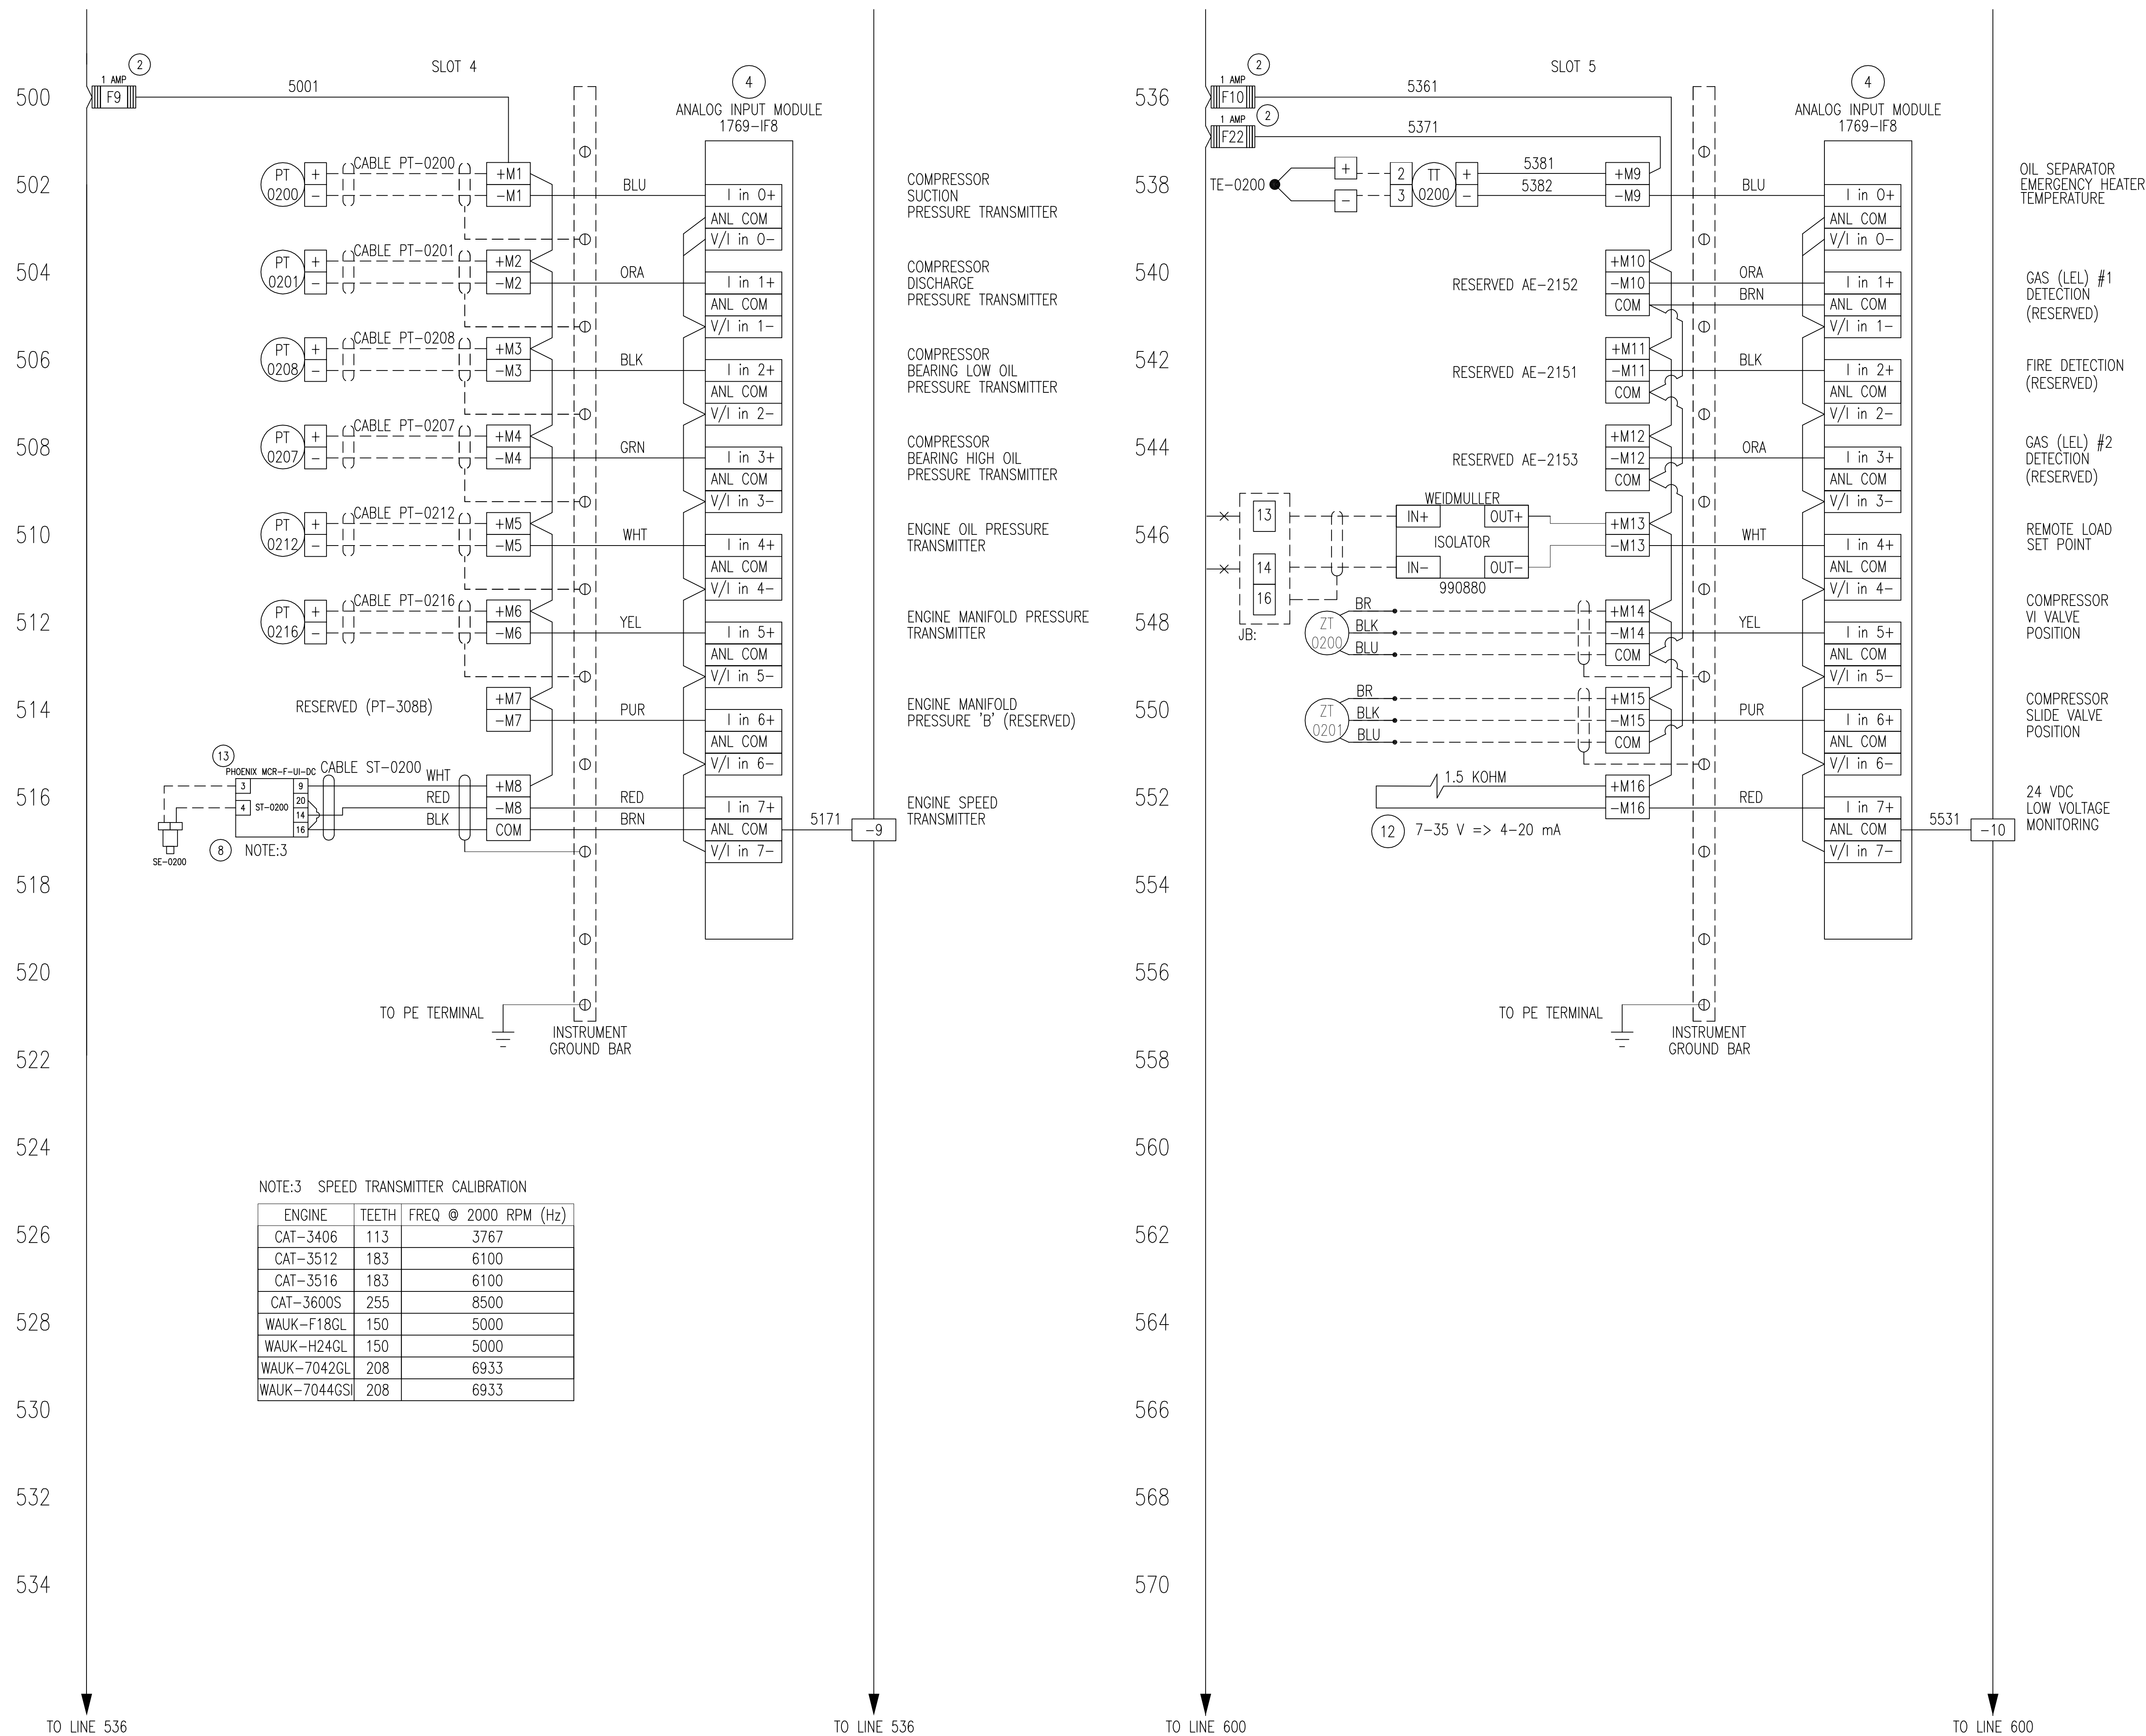 SLOT 4
2
1 AMP
500
F9
5001
4
ANALOG INPUT MODULE
1769-IF8
502
PT
0200
+
-
CABLE PT-0200
+M1
-M1
BLU
I in 0+
ANL COM
V/I in 0-
COMPRESSOR
SUCTION
PRESSURE TRANSMITTER
504
PT
0201
+
-
CABLE PT-0201
+M2
-M2
ORA
I in 1+
ANL COM
V/I in 1-
COMPRESSOR
DISCHARGE
PRESSURE TRANSMITTER
506
PT
0208
+
-
CABLE PT-0208
+M3
-M3
BLK
I in 2+
ANL COM
V/I in 2-
COMPRESSOR
BEARING LOW OIL
PRESSURE TRANSMITTER
508
PT
0207
+
-
CABLE PT-0207
+M4
-M4
GRN
I in 3+
ANL COM
V/I in 3-
COMPRESSOR
BEARING HIGH OIL
PRESSURE TRANSMITTER
510
PT
0212
+
-
CABLE PT-0212
+M5
-M5
WHT
I in 4+
ANL COM
V/I in 4-
ENGINE OIL PRESSURE
TRANSMITTER
512
PT
0216
+
-
CABLE PT-0216
+M6
-M6
YEL
I in 5+
ANL COM
V/I in 5-
ENGINE MANIFOLD PRESSURE
TRANSMITTER
514
RESERVED (PT-308B)
+M7
-M7
PUR
I in 6+
ANL COM
V/I in 6-
ENGINE MANIFOLD
PRESSURE 'B' (RESERVED)
13
PHOENIX MCR-F-UI-DC
CABLE ST-0200
516
3
4
ST-0200
9
20
14
16
WHT
RED
BLK
+M8
-M8
COM
RED
BRN
I in 7+
ANL COM
V/I in 7-
5171
-9
ENGINE SPEED
TRANSMITTER
SE-0200
8
NOTE:3
518
520
TO PE TERMINAL
INSTRUMENT
GROUND BAR
522
524
NOTE:3 SPEED TRANSMITTER CALIBRATION
ENGINE TEETH FREQ @ 2000 RPM (Hz)
CAT-3406 113 3767
CAT-3512 183 6100
CAT-3516 183 6100
CAT-3600S 255 8500
WAUK-F18GL 150 5000
WAUK-H24GL 150 5000
WAUK-7042GL 208 6933
WAUK-7044GSI 208 6933
526
528
530
532
534
TO LINE 536
TO LINE 536
SLOT 5
2
1 AMP
536
F10
5361
1 AMP
2
F22
5371
4
ANALOG INPUT MODULE
1769-IF8
538
TE-0200
+
-
2
3
TT
0200
+
-
5381
5382
+M9
-M9
BLU
I in 0+
ANL COM
V/I in 0-
OIL SEPARATOR
EMERGENCY HEATER
TEMPERATURE
540
RESERVED AE-2152
+M10
-M10
COM
ORA
BRN
I in 1+
ANL COM
V/I in 1-
GAS (LEL) #1
DETECTION
(RESERVED)
542
RESERVED AE-2151
+M11
-M11
COM
BLK
I in 2+
ANL COM
V/I in 2-
FIRE DETECTION
(RESERVED)
544
RESERVED AE-2153
+M12
-M12
COM
ORA
I in 3+
ANL COM
V/I in 3-
GAS (LEL) #2
DETECTION
(RESERVED)
546
13
14
16
JB:
WEIDMULLER
IN+
OUT+
ISOLATOR
IN-
OUT-
990880
+M13
-M13
WHT
I in 4+
ANL COM
V/I in 4-
REMOTE LOAD
SET POINT
548
ZT
0200
BR
BLK
BLU
+M14
-M14
COM
YEL
I in 5+
ANL COM
V/I in 5-
COMPRESSOR
VI VALVE
POSITION
550
ZT
0201
BR
BLK
BLU
+M15
-M15
COM
PUR
I in 6+
ANL COM
V/I in 6-
COMPRESSOR
SLIDE VALVE
POSITION
552
1.5 KOHM
+M16
-M16
RED
I in 7+
ANL COM
V/I in 7-
5531
-10
24 VDC
LOW VOLTAGE
MONITORING
12
7-35 V => 4-20 mA
554
556
TO PE TERMINAL
INSTRUMENT
GROUND BAR
558
560
562
564
566
568
570
TO LINE 600
TO LINE 600